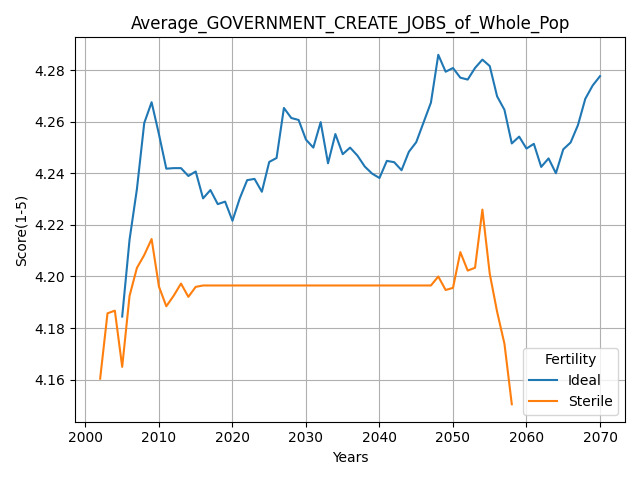 Average_GOVERNMENT_CREATE_JOBS_of_Whole_Pop
Score(1-5)
4.28
4.26
4.24
4.22
4.20
4.18
4.16
2000 2010 2020 2030 2040 2050 2060 2070
Years
Fertility
Ideal
Sterile